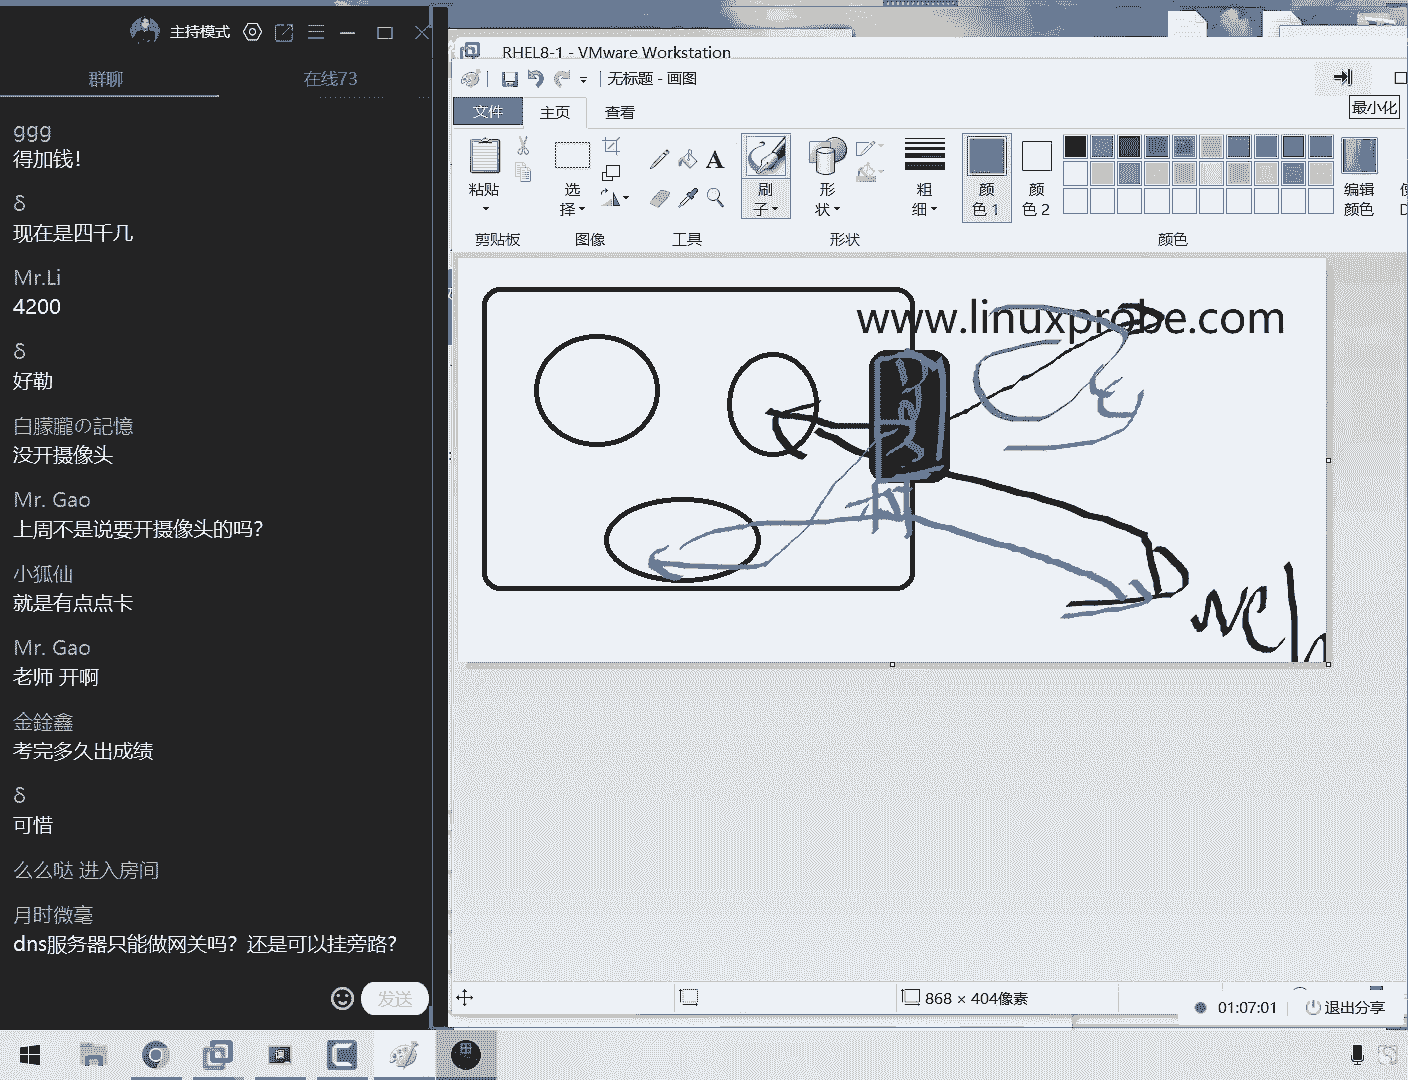 主持模式
群聊
在线73
ggg
得加钱!
δ
现在是四千几
Mr.Li
4200
δ
好勒
白朦朧の記憶
没开摄像头
Mr. Gao
上周不是说要开摄像头的吗?
小狐仙
就是有点点卡
Mr. Gao
老师 开啊
金銓鑫
考完多久出成绩
δ
可惜
么么哒 进入房间
月时微毫
dns服务器只能做网关吗? 还是可以挂旁路?
发送
RHEL8-1 - VMware Workstation
无标题 - 画图
最小化
文件
主页
查看
粘贴
选择
刷子
形状
粗细
颜色 1
颜色 2
编辑颜色
剪贴板
图像
工具
形状
颜色
www.linuxprobe.com
868 × 404像素
01:07:01
退出分享